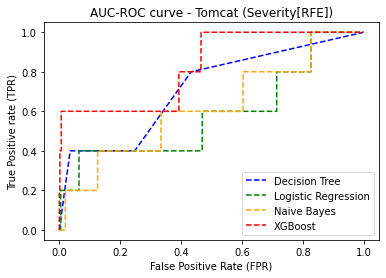 AUC-ROC curve - Tomcat (Severity[RFE])
True Positive rate (TPR)
1.0
0.8
0.6
0.4
0.2
0.0
0.0 0.2 0.4 0.6 0.8 1.0
False Positive Rate (FPR)
Decision Tree
Logistic Regression
Naive Bayes
XGBoost